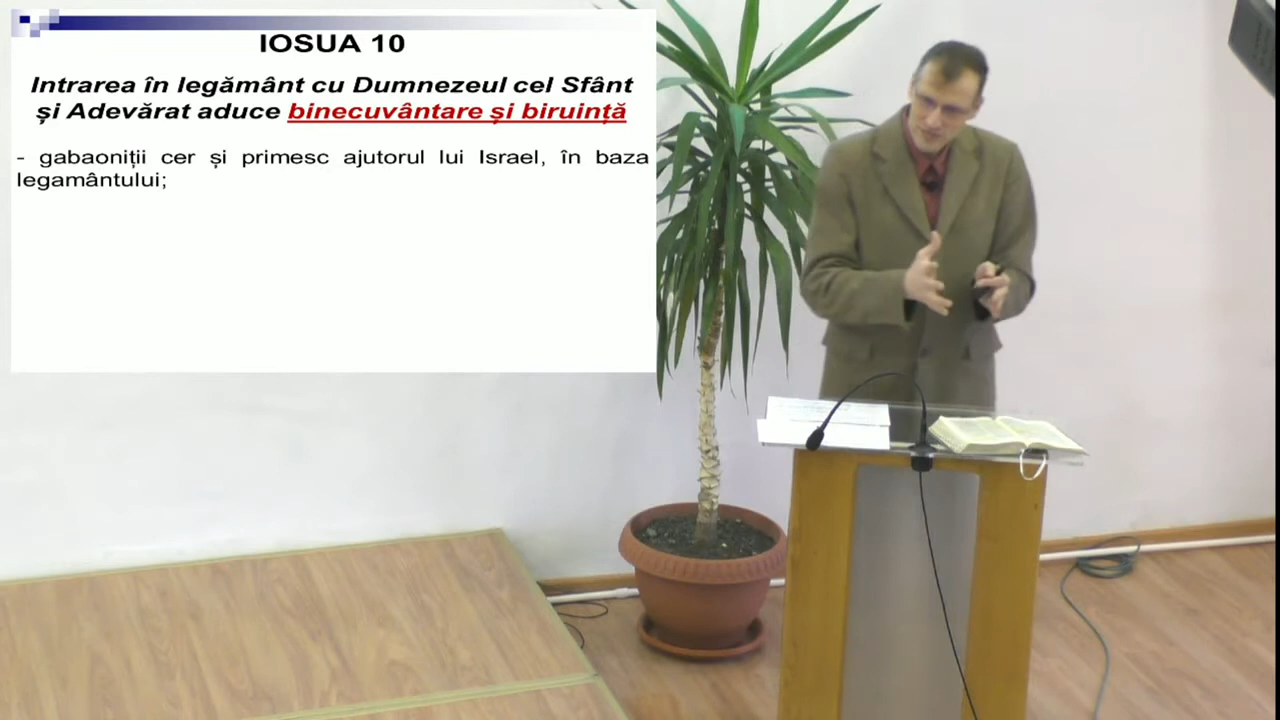 IOSUA 10
Intrarea în legământ cu Dumnezeul cel Sfânt
și Adevărat aduce binecuvântare și biruință
- gabaoniții cer și primesc ajutorul lui Israel, în baza
legamântului;